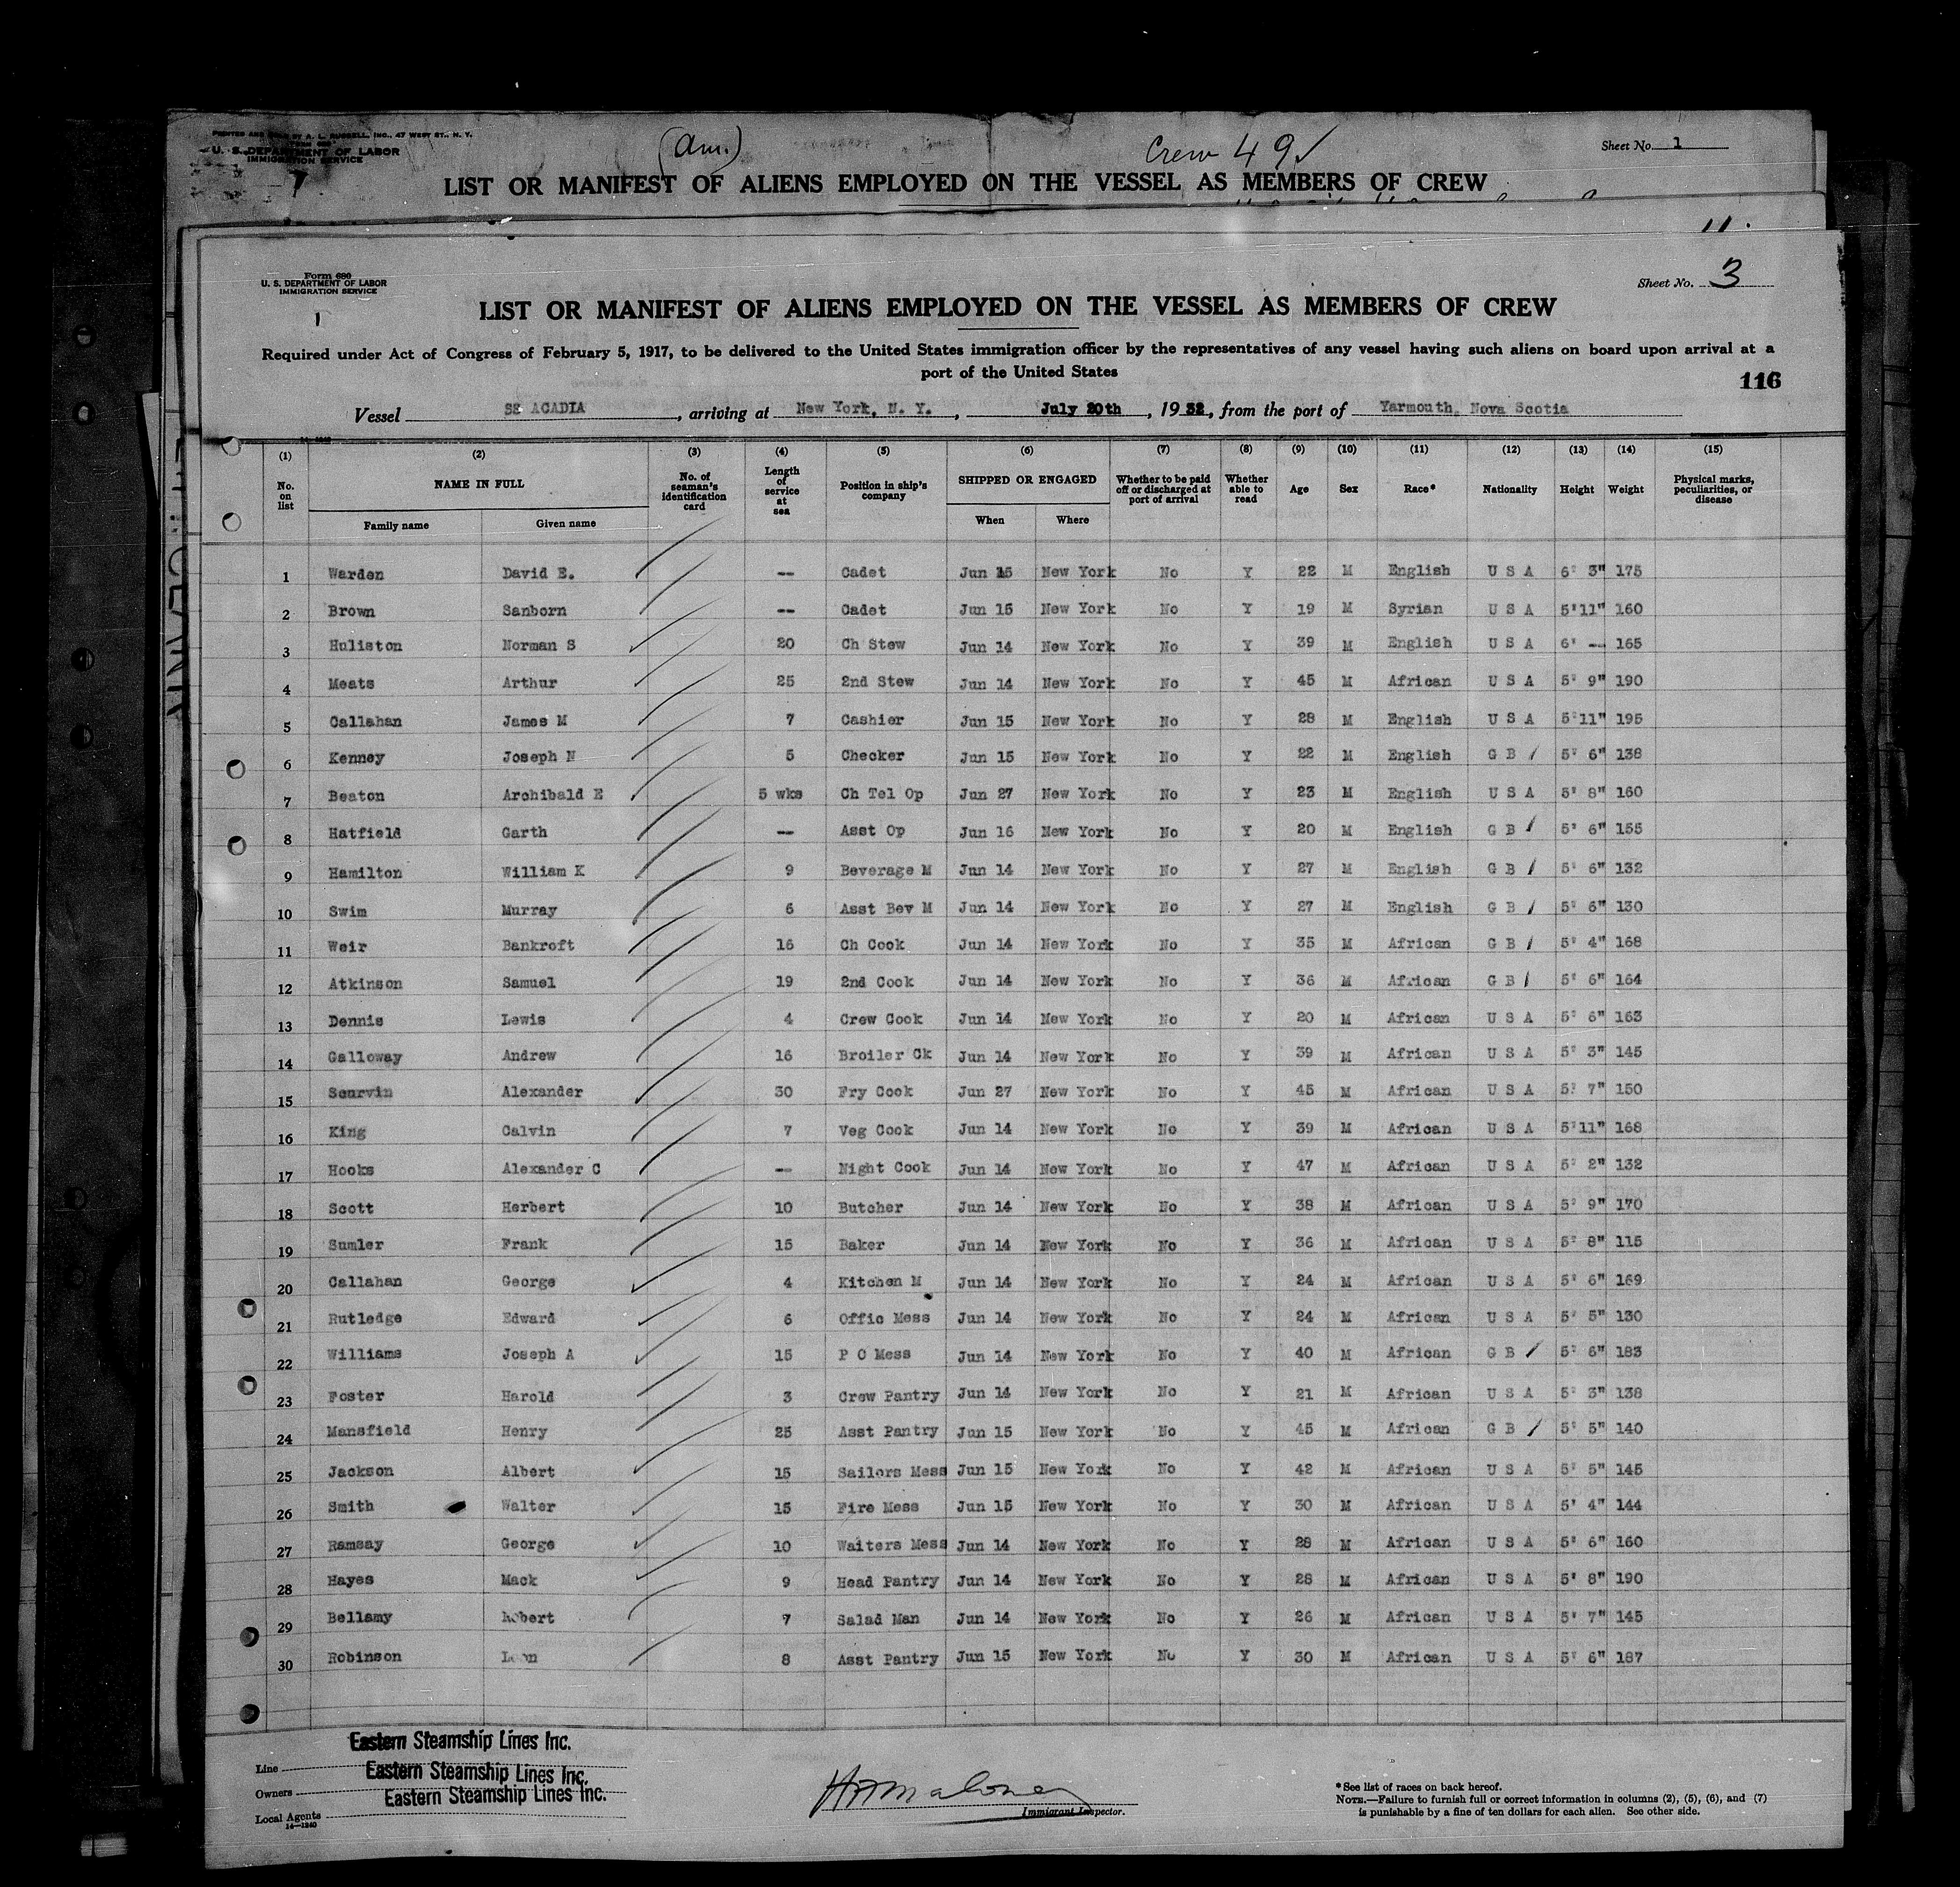 PRINTED AND SOLD BY A. L. RUSSELL, INC., 47 WEST ST., N. Y.
U. S. DEPARTMENT OF LABOR
IMMIGRATION SERVICE
(Am.)
Crew 49 ✓
Sheet No. 1
LIST OR MANIFEST OF ALIENS EMPLOYED ON THE VESSEL AS MEMBERS OF CREW
11.
Form 680
U. S. DEPARTMENT OF LABOR
IMMIGRATION SERVICE
1
Sheet No. 3
LIST OR MANIFEST OF ALIENS EMPLOYED ON THE VESSEL AS MEMBERS OF CREW
Required under Act of Congress of February 5, 1917, to be delivered to the United States immigration officer by the representatives of any vessel having such aliens on board upon arrival at a
port of the United States
116
Vessel SS ACADIA, arriving at New York, N. Y., July 20th, 1932, from the port of Yarmouth, Nova Scotia
(1) (2) (3) (4) (5) (6) (7) (8) (9) (10) (11) (12) (13) (14) (15)
No. on list | NAME IN FULL | No. of seaman's identification card | Length of service at sea | Position in ship's company | SHIPPED OR ENGAGED | Whether to be paid off or discharged at port of arrival | Whether able to read | Age | Sex | Race* | Nationality | Height | Weight | Physical marks, peculiarities, or disease
Family name | Given name | When | Where
1 Warden David E. -- Cadet Jun 15 New York No Y 22 M English U S A 6' 3" 175
2 Brown Sanborn -- Cadet Jun 15 New York No Y 19 M Syrian U S A 5'11" 160
3 Huliston Norman S 20 Ch Stew Jun 14 New York No Y 39 M English U S A 6' -- 165
4 Meats Arthur 25 2nd Stew Jun 14 New York No Y 45 M African U S A 5' 9" 190
5 Callahan James M 7 Cashier Jun 15 New York No Y 28 M English U S A 5'11" 195
6 Kenney Joseph N 5 Checker Jun 15 New York No Y 22 M English G B / 5' 6" 138
7 Beaton Archibald E 5 wks Ch Tel Op Jun 27 New York No Y 23 M English U S A 5' 8" 160
8 Hatfield Garth -- Asst Op Jun 16 New York No Y 20 M English G B / 5' 6" 155
9 Hamilton William K 9 Beverage M Jun 14 New York No Y 27 M English G B / 5' 6" 132
10 Swim Murray 6 Asst Bev M Jun 14 New York No Y 27 M English G B / 5' 6" 130
11 Weir Bankroft 16 Ch Cook Jun 14 New York No Y 35 M African G B / 5' 4" 168
12 Atkinson Samuel 19 2nd Cook Jun 14 New York No Y 36 M African G B / 5' 6" 164
13 Dennis Lewis 4 Crew Cook Jun 14 New York No Y 20 M African U S A 5' 6" 163
14 Galloway Andrew 16 Broiler Ck Jun 14 New York No Y 39 M African U S A 5' 3" 145
15 Scurvin Alexander 30 Fry Cook Jun 27 New York No Y 45 M African U S A 5' 7" 150
16 King Calvin 7 Veg Cook Jun 14 New York No Y 39 M African U S A 5'11" 168
17 Hooks Alexander C -- Night Cook Jun 14 New York No Y 47 M African U S A 5' 2" 132
18 Scott Herbert 10 Butcher Jun 14 New York No Y 38 M African U S A 5' 9" 170
19 Sumler Frank 15 Baker Jun 14 New York No Y 36 M African U S A 5' 8" 115
20 Callahan George 4 Kitchen M Jun 14 New York No Y 24 M African U S A 5' 6" 169
21 Rutledge Edward 6 Offic Mess Jun 14 New York No Y 24 M African U S A 5' 5" 130
22 Williams Joseph A 15 P O Mess Jun 14 New York No Y 40 M African G B / 5' 6" 183
23 Foster Harold 3 Crew Pantry Jun 14 New York No Y 21 M African U S A 5' 3" 138
24 Mansfield Henry 25 Asst Pantry Jun 15 New York No Y 45 M African G B / 5' 5" 140
25 Jackson Albert 15 Sailors Mess Jun 15 New York No Y 42 M African U S A 5' 5" 145
26 Smith Walter 15 Fire Mess Jun 15 New York No Y 30 M African U S A 5' 4" 144
27 Ramsay George 10 Waiters Mess Jun 14 New York No Y 28 M African U S A 5' 6" 160
28 Hayes Mack 9 Head Pantry Jun 14 New York No Y 28 M African U S A 5' 8" 190
29 Bellamy Robert 7 Salad Man Jun 14 New York No Y 26 M African U S A 5' 7" 145
30 Robinson Leon 8 Asst Pantry Jun 15 New York No Y 30 M African U S A 5' 6" 187
Line Eastern Steamship Lines Inc.
Owners Eastern Steamship Lines Inc.
Local Agents Eastern Steamship Lines Inc.
14—1240
Immigrant Inspector.
*See list of races on back hereof.
NOTE.—Failure to furnish full or correct information in columns (2), (5), (6), and (7)
is punishable by a fine of ten dollars for each alien. See other side.